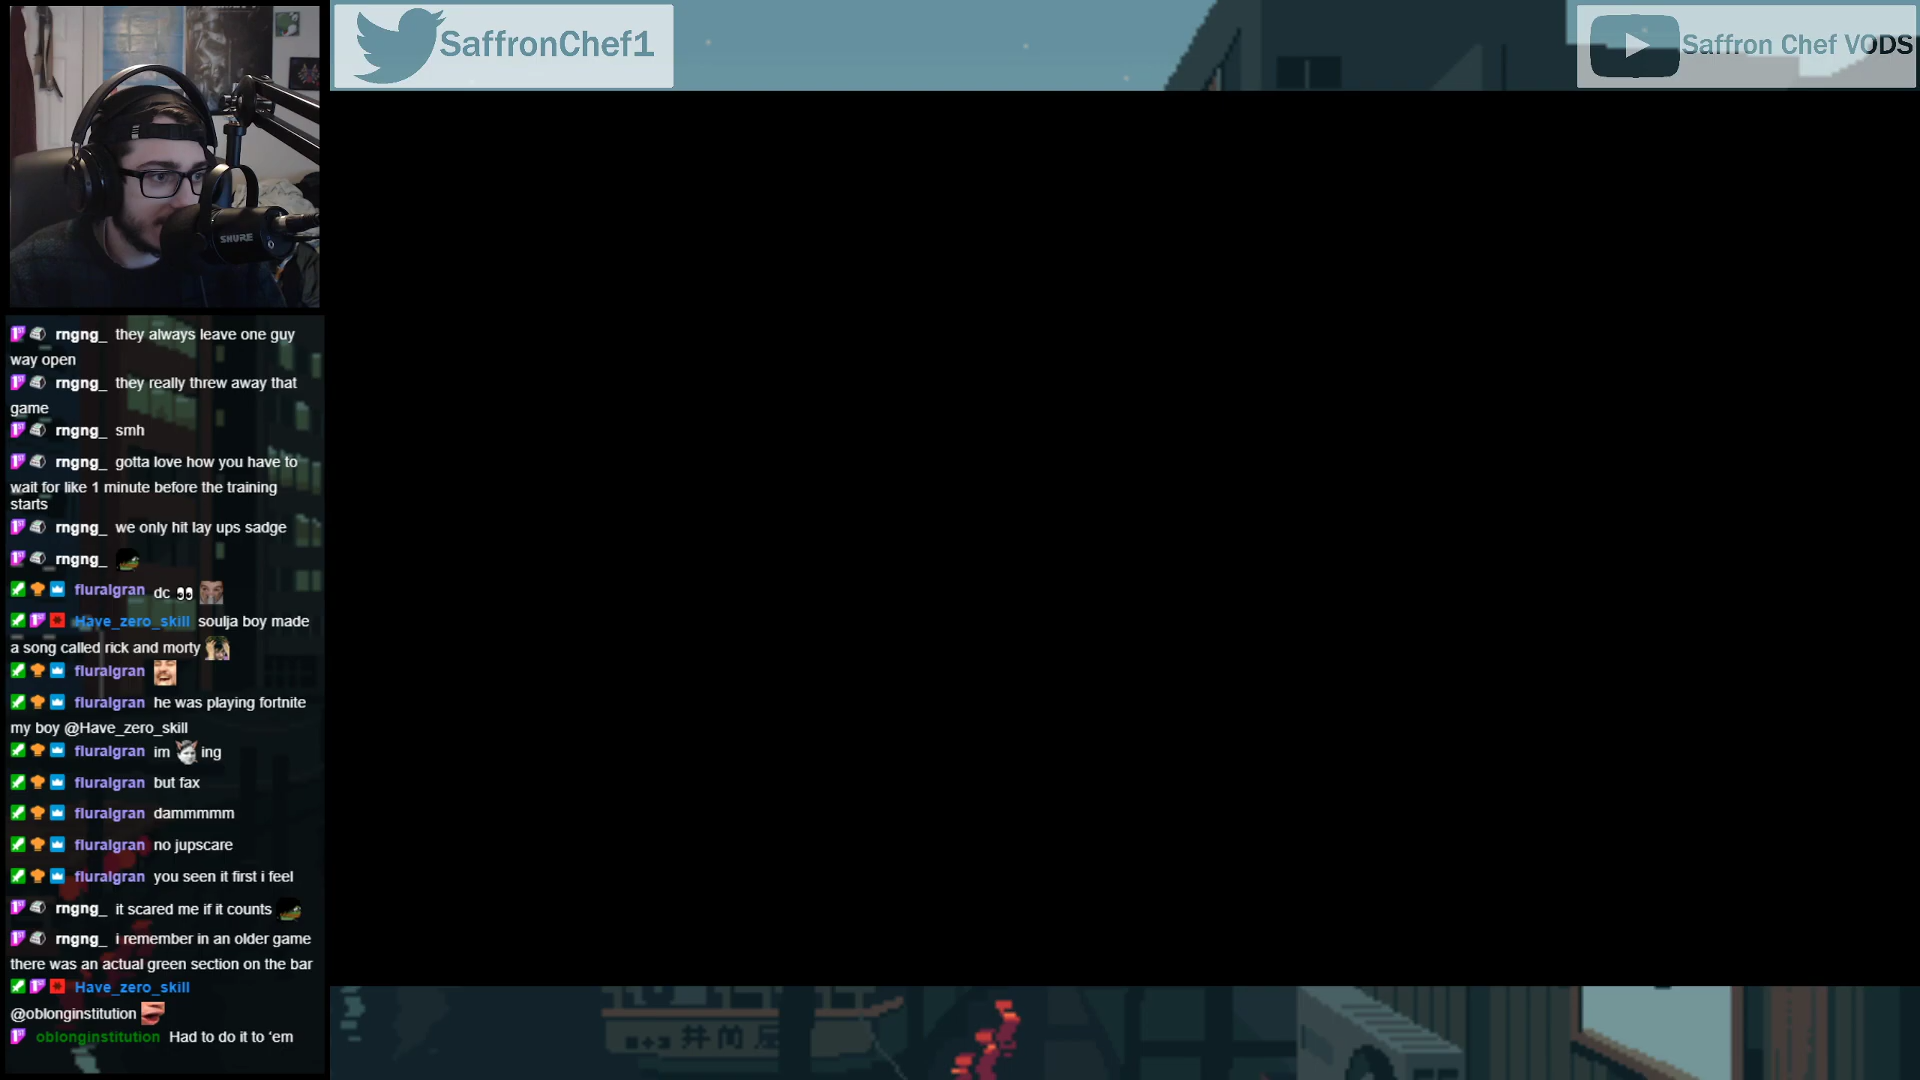 SaffronChef1
Saffron Chef VODS
SHURE
rngng_ they always leave one guy
way open
rngng_ they really threw away that
game
rngng_ smh
rngng_ gotta love how you have to
wait for like 1 minute before the training
starts
rngng_ we only hit lay ups sadge
rngng_
fluralgran dc
Have_zero_skill soulja boy made
a song called rick and morty
fluralgran
fluralgran he was playing fortnite
my boy @Have_zero_skill
fluralgran im ing
fluralgran but fax
fluralgran dammmmm
fluralgran no jupscare
fluralgran you seen it first i feel
rngng_ it scared me if it counts
rngng_ i remember in an older game
there was an actual green section on the bar
Have_zero_skill
@oblonginstitution
oblonginstitution Had to do it to 'em